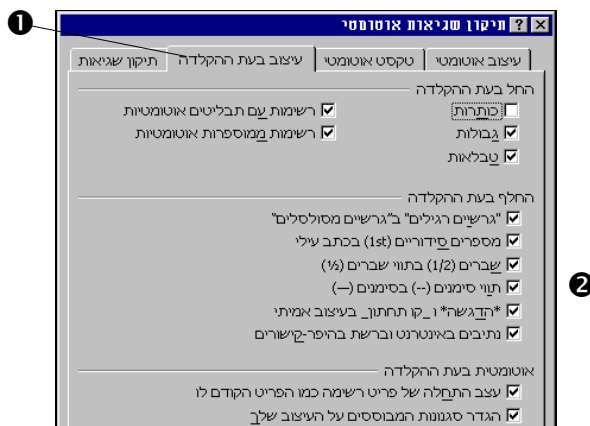 ❶
תיקון שגיאות אוטומטי
עיצוב אוטומטי
טקסט אוטומטי
עיצוב בעת ההקלדה
תיקון שגיאות
החל בעת ההקלדה
כותרות
רשימות עם תבליטים אוטומטיות
גבולות
רשימות ממוספרות אוטומטיות
טבלאות
החלף בעת ההקלדה
"גרשיים רגילים" ב"גרשיים מסולסלים"
מספרים סידוריים (1st) בכתב עילי
שברים (1/2) בתווי שברים (½)
תווי סימנים (--) בסימנים (—)
❷
*הדגשה* ו _קו תחתון_ בעיצוב אמיתי
נתיבים באינטרנט וברשת בהיפר-קישורים
אוטומטית בעת ההקלדה
עצב התחלה של פריט רשימה כמו הפריט הקודם לו
הגדר סגנונות המבוססים על העיצוב שלך